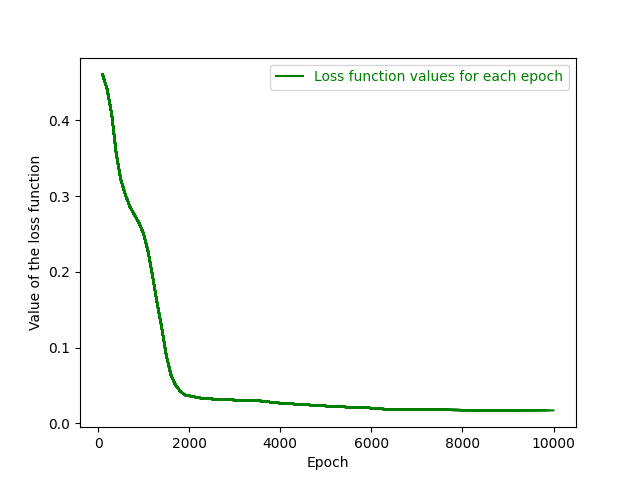 Loss function values for each epoch
Value of the loss function
0.4
0.3
0.2
0.1
0.0
0 2000 4000 6000 8000 10000
Epoch